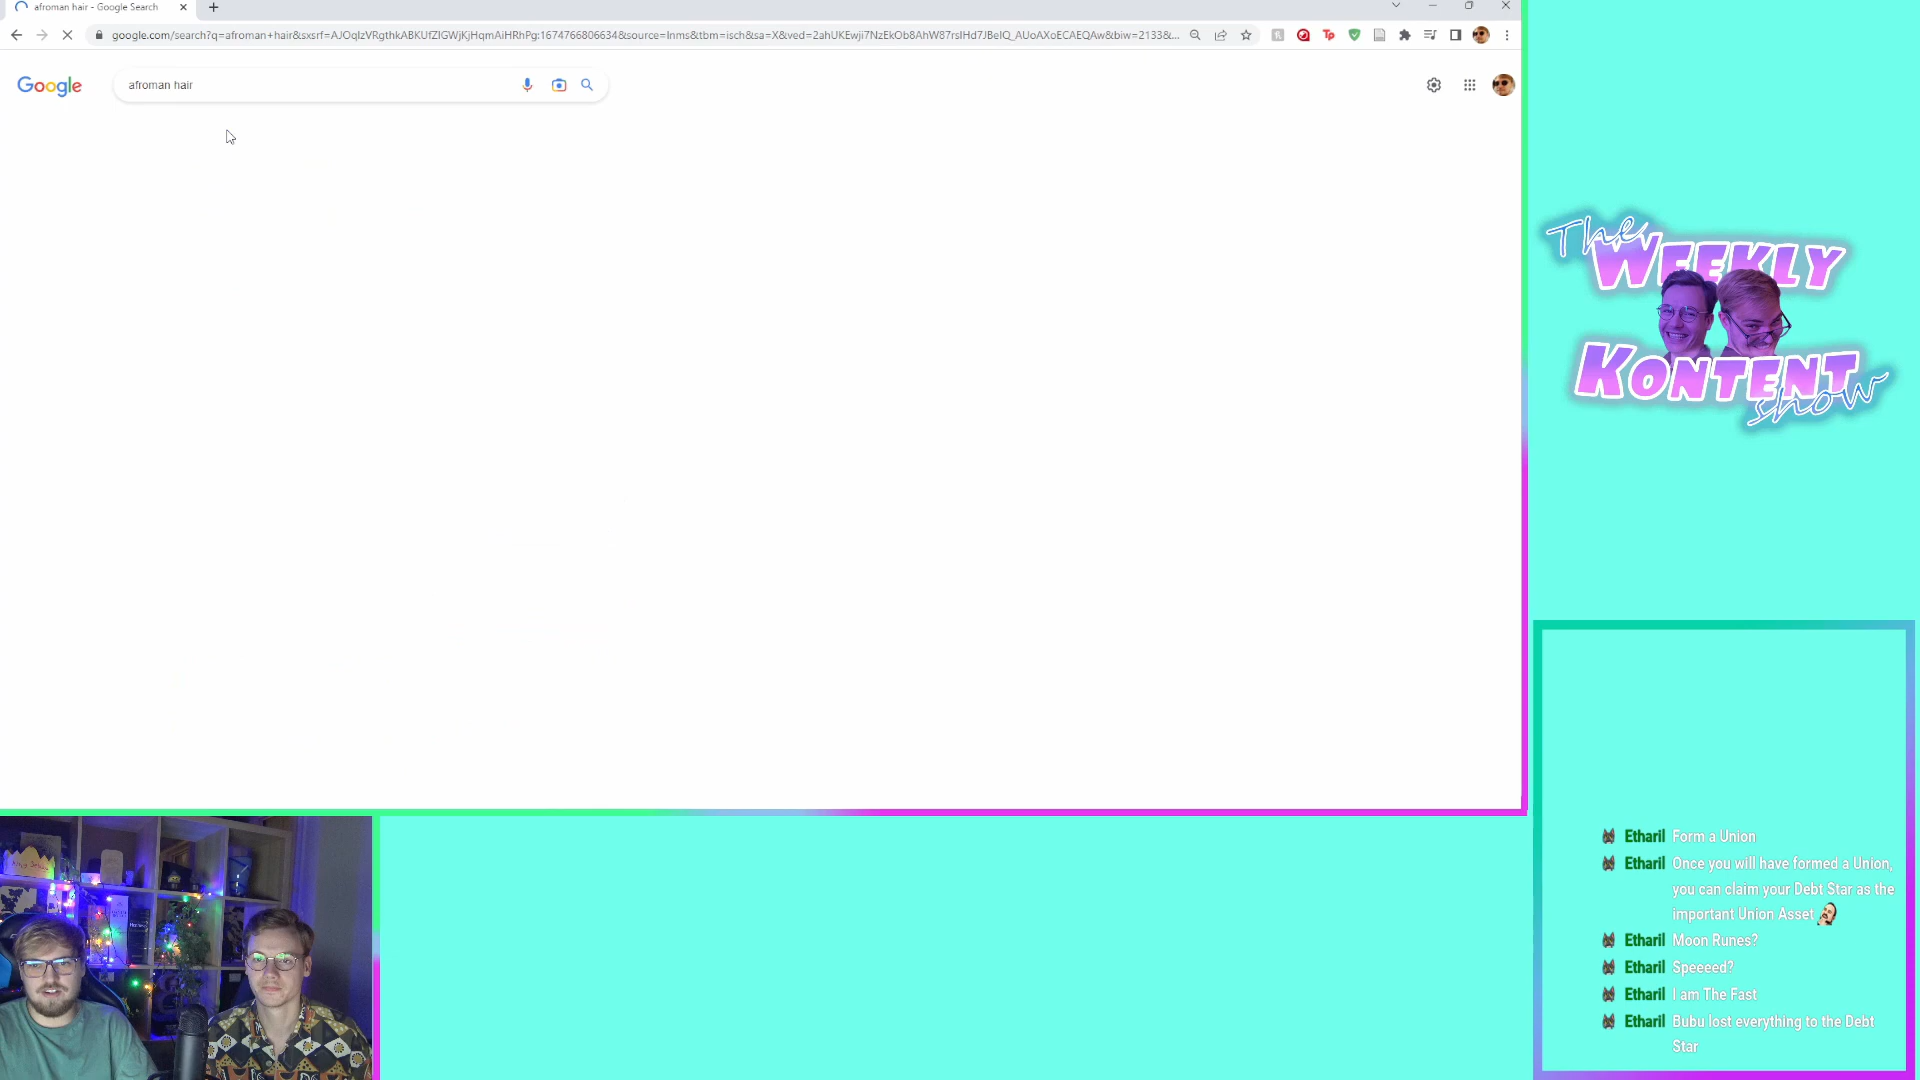 afroman hair - Google Search
google.com/search?q=afroman+hair&sxsrf=AJOqlzVRgthkABKUfZIGWjKjHqmAiHRhPg:1674766806634&source=lnms&tbm=isch&sa=X&ved=2ahUKEwji7NzEkOb8AhW87rsIHd7JBeIQ_AUoAXoECAEQAw&biw=2133&...
Google
afroman hair
The
WEEKLY
KONTENT
show
Etharil Form a Union
Etharil Once you will have formed a Union,
you can claim your Debt Star as the
important Union Asset
Etharil Moon Runes?
Etharil Speeeed?
Etharil I am The Fast
Etharil Bubu lost everything to the Debt
Star